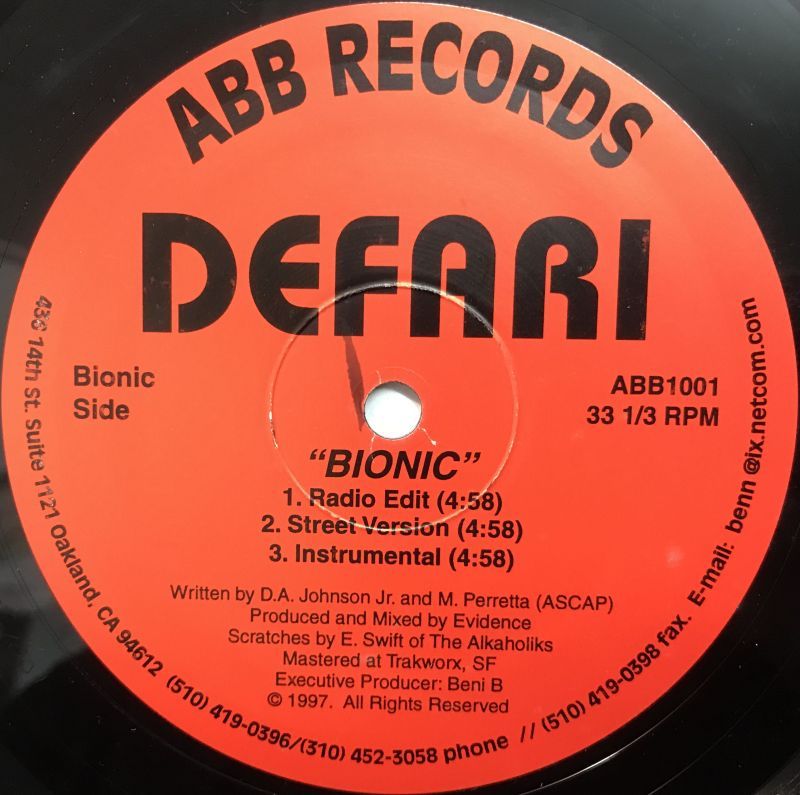 ABB RECORDS
DEFARI
Bionic
Side
ABB1001
33 1/3 RPM
"BIONIC"
1. Radio Edit (4:58)
2. Street Version (4:58)
3. Instrumental (4:58)
Written by D.A. Johnson Jr. and M. Perretta (ASCAP)
Produced and Mixed by Evidence
Scratches by E. Swift of The Alkaholiks
Mastered at Trakworx, SF
Executive Producer: Beni B
© 1997. All Rights Reserved
436 14th St. Suite 1121 Oakland, CA 94612 (510) 419-0396/(310) 452-3058 phone // (510) 419-0398 fax. E-mail: benn @ix.netcom.com